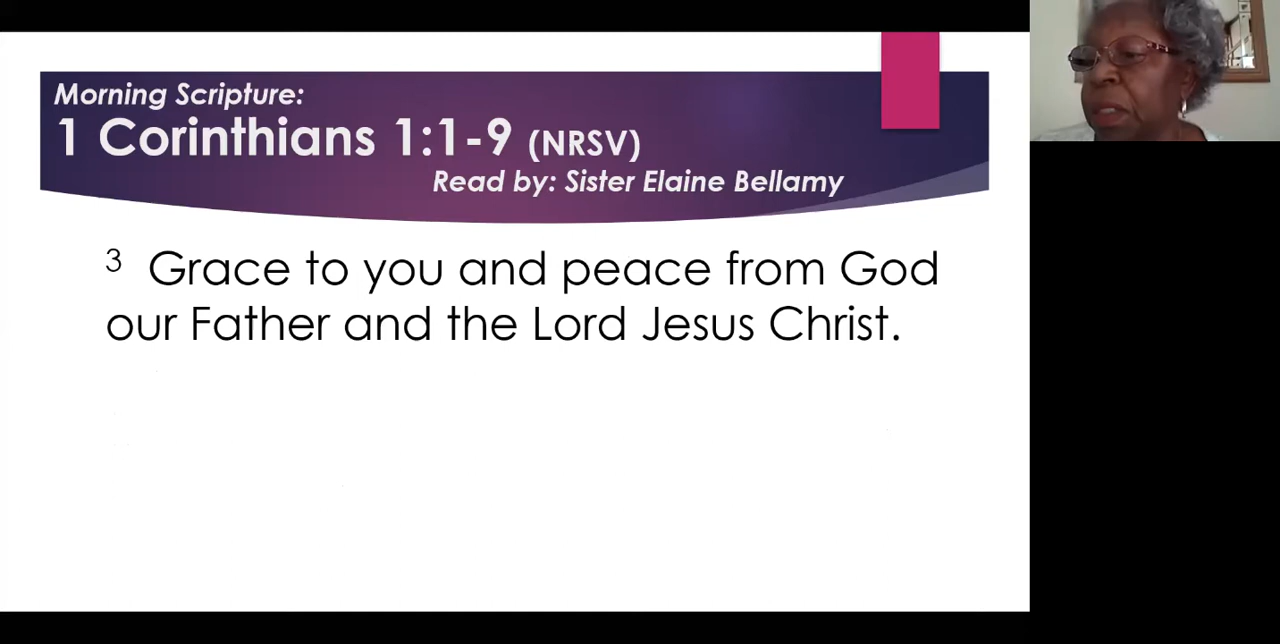 Morning Scripture:
1 Corinthians 1:1-9 (NRSV)
Read by: Sister Elaine Bellamy
3 Grace to you and peace from God
our Father and the Lord Jesus Christ.